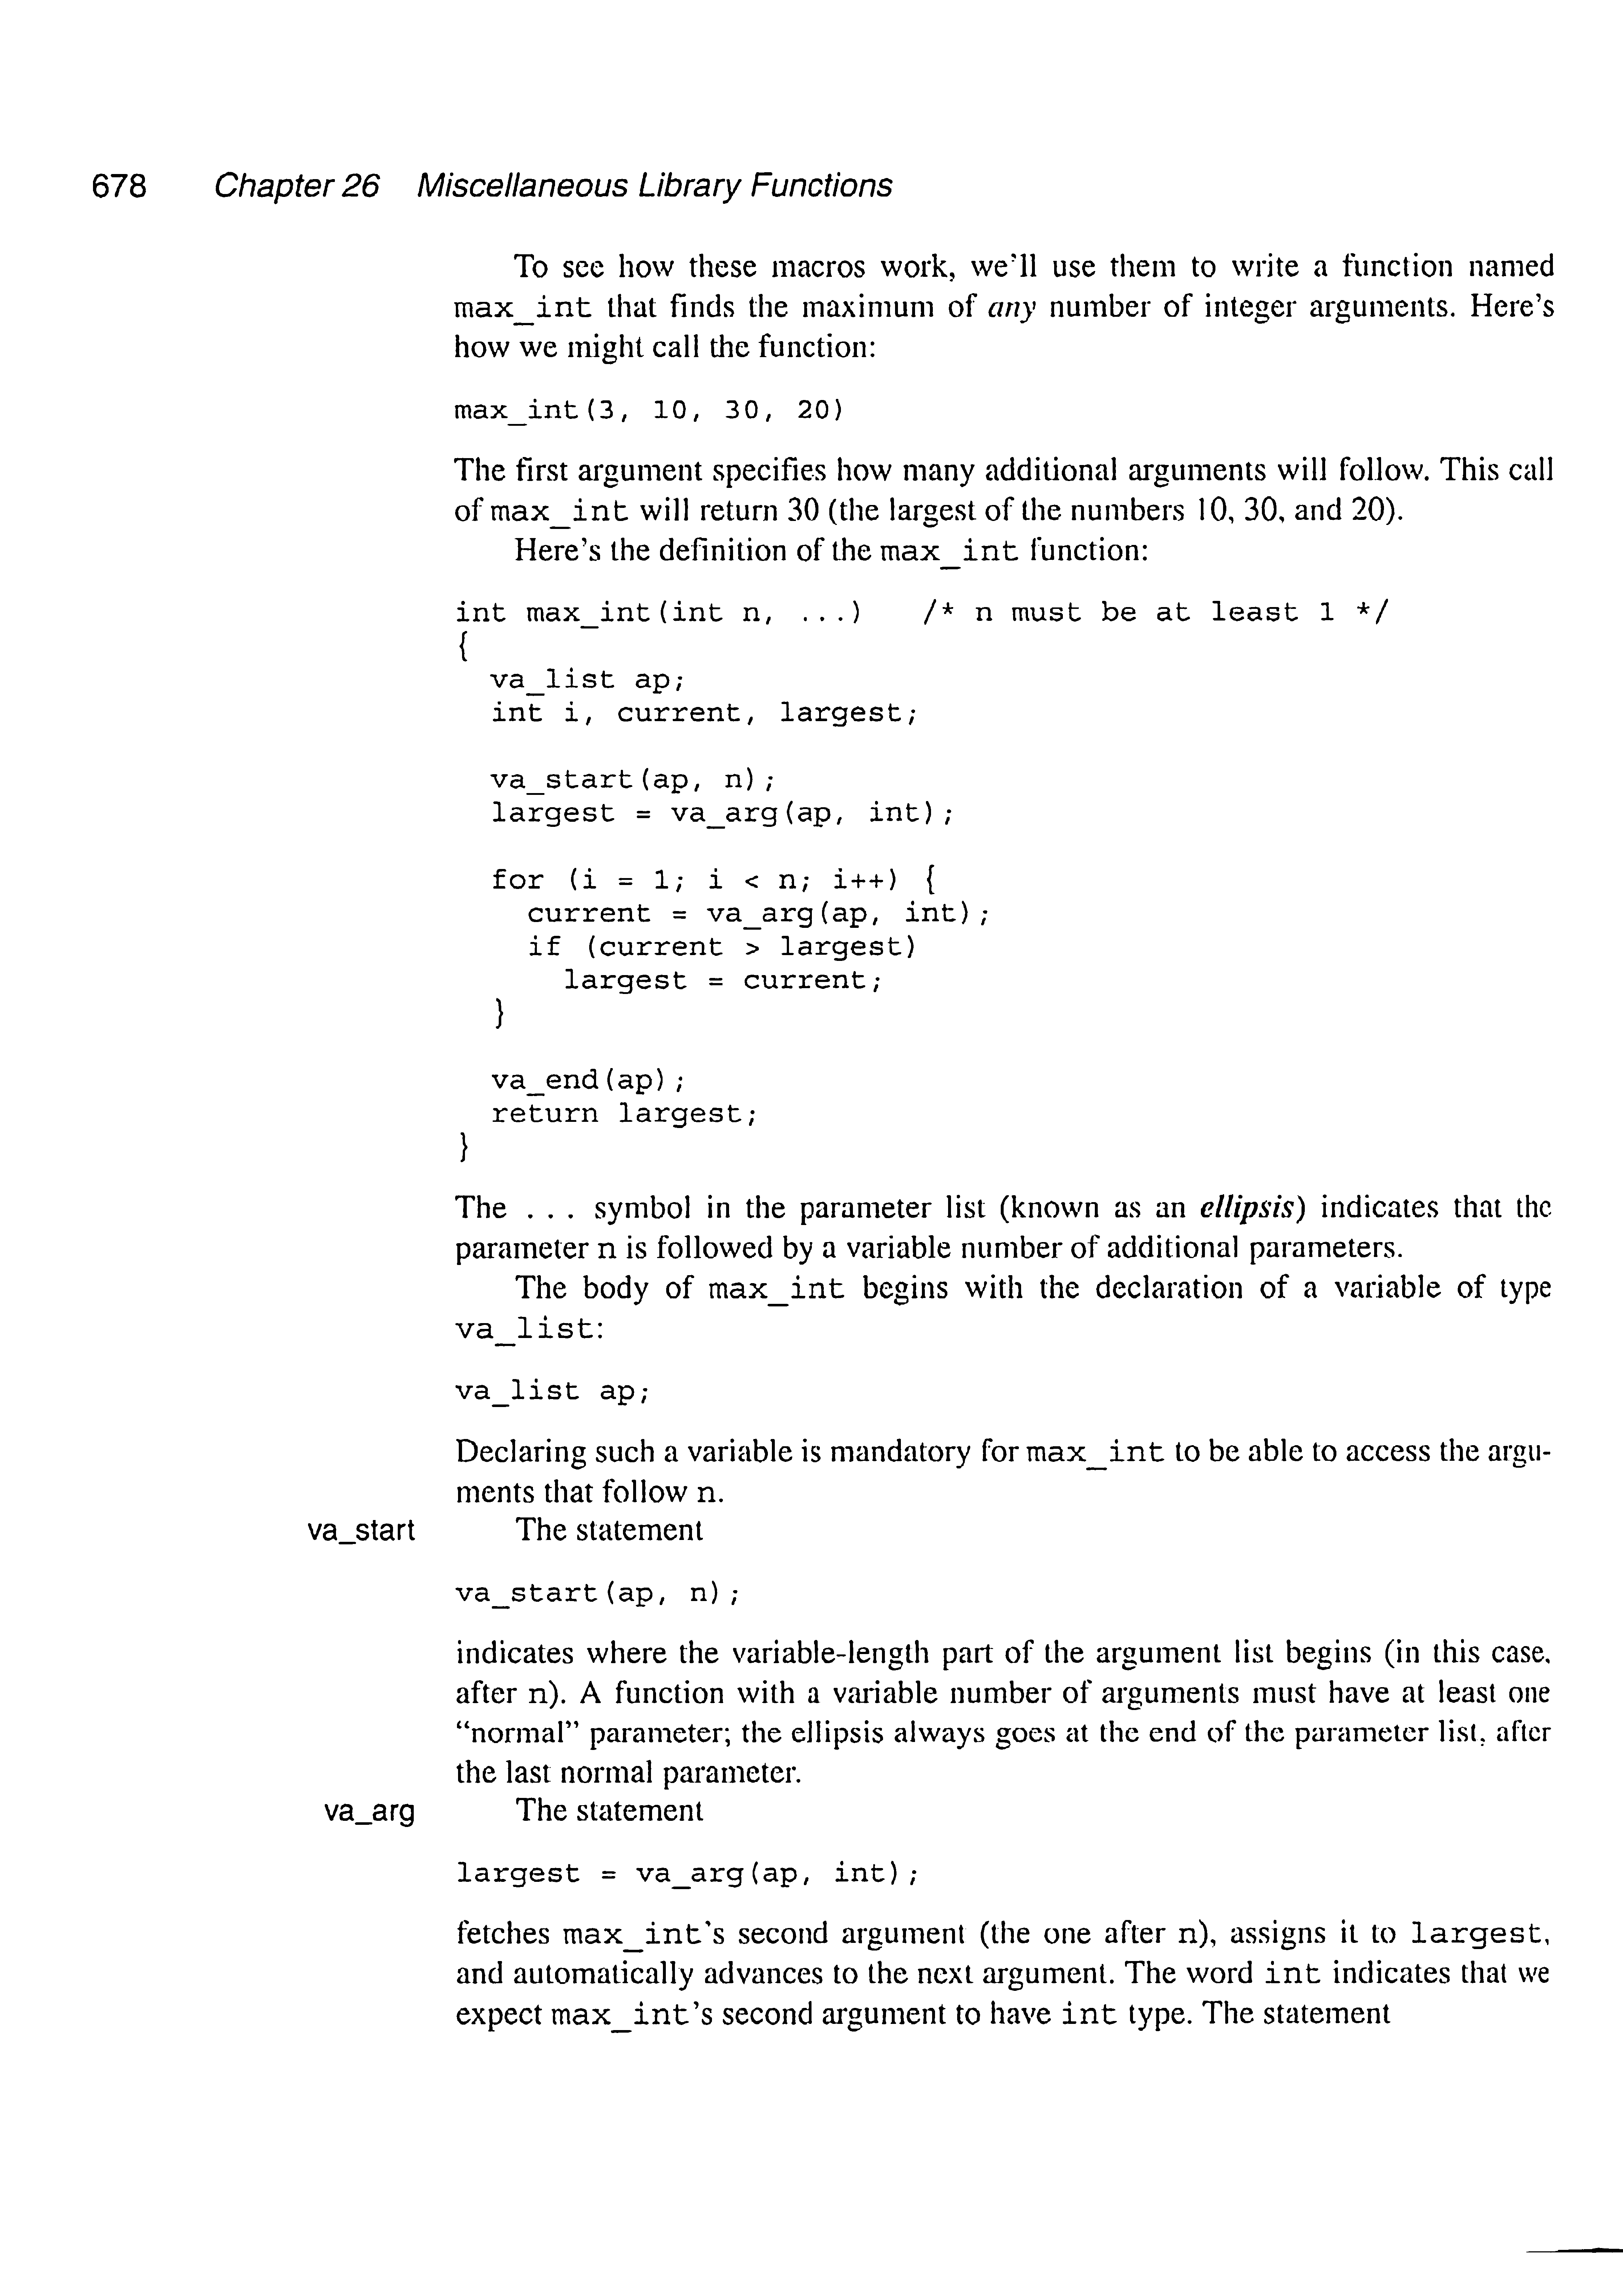 678 Chapter 26 Miscellaneous Library Functions
To see how these macros work, we'll use them to write a function named
max_int that finds the maximum of any number of integer arguments. Here's
how we might call the function:
max_int(3, 10, 30, 20)
The first argument specifies how many additional arguments will follow. This call
of max_int will return 30 (the largest of the numbers 10, 30, and 20).
Here's the definition of the max_int function:
int max_int(int n, ...)   /* n must be at least 1 */
{
  va_list ap;
  int i, current, largest;
  va_start(ap, n);
  largest = va_arg(ap, int);
  for (i = 1; i < n; i++) {
    current = va_arg(ap, int);
    if (current > largest)
      largest = current;
  }
  va_end(ap);
  return largest;
}
The ... symbol in the parameter list (known as an ellipsis) indicates that the
parameter n is followed by a variable number of additional parameters.
The body of max_int begins with the declaration of a variable of type
va_list:
va_list ap;
Declaring such a variable is mandatory for max_int to be able to access the argu-
ments that follow n.
va_start The statement
va_start(ap, n);
indicates where the variable-length part of the argument list begins (in this case,
after n). A function with a variable number of arguments must have at least one
“normal” parameter; the ellipsis always goes at the end of the parameter list, after
the last normal parameter.
va_arg The statement
largest = va_arg(ap, int);
fetches max_int's second argument (the one after n), assigns it to largest,
and automatically advances to the next argument. The word int indicates that we
expect max_int's second argument to have int type. The statement